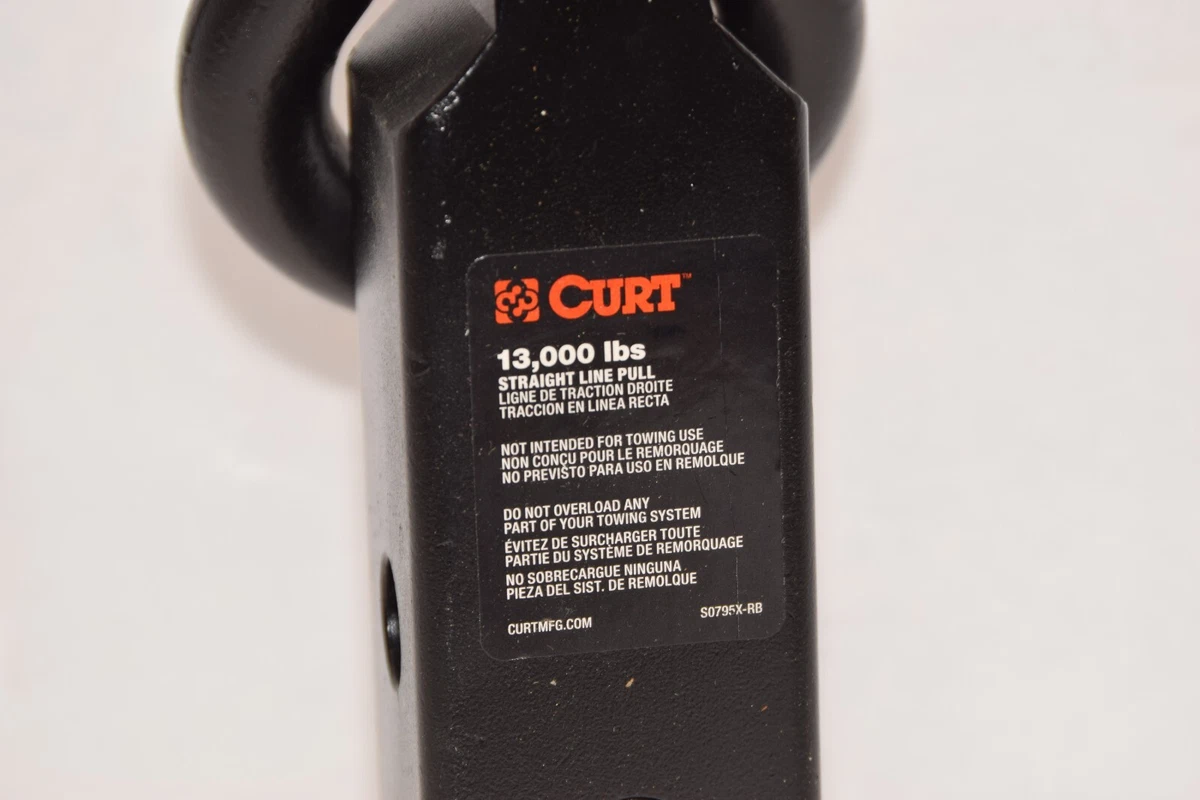 CURT™
13,000 lbs
STRAIGHT LINE PULL
LIGNE DE TRACTION DROITE
TRACCION EN LINEA RECTA
NOT INTENDED FOR TOWING USE
NON CONÇU POUR LE REMORQUAGE
NO PREVISTO PARA USO EN REMOLQUE
DO NOT OVERLOAD ANY
PART OF YOUR TOWING SYSTEM
ÉVITEZ DE SURCHARGER TOUTE
PARTIE DU SYSTÈME DE REMORQUAGE
NO SOBRECARGUE NINGUNA
PIEZA DEL SIST. DE REMOLQUE
CURTMFG.COM
S0795X-RB